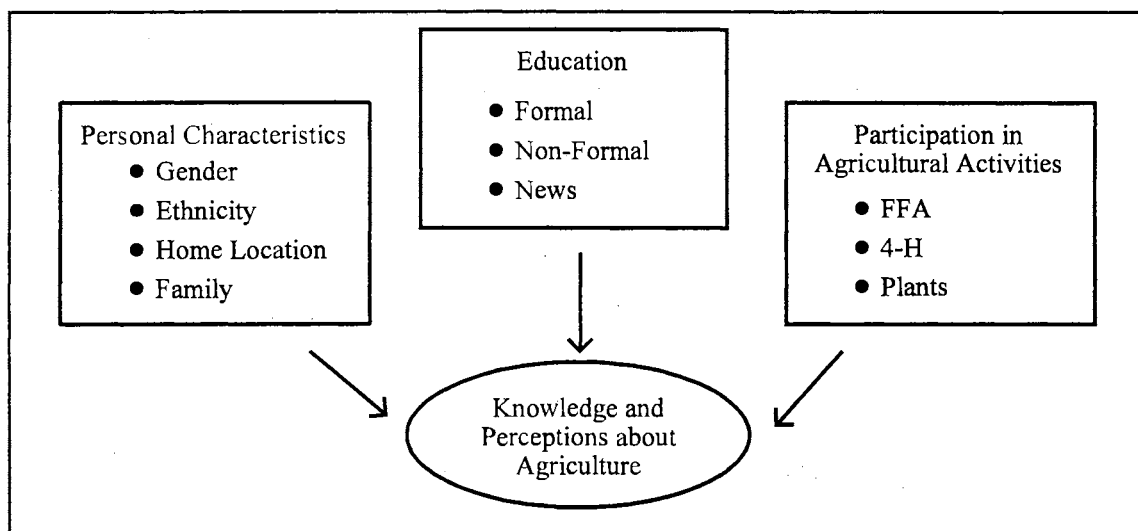 Education
● Formal
● Non-Formal
● News
Personal Characteristics
● Gender
● Ethnicity
● Home Location
● Family
Participation in
Agricultural Activities
● FFA
● 4-H
● Plants
Knowledge and
Perceptions about
Agriculture